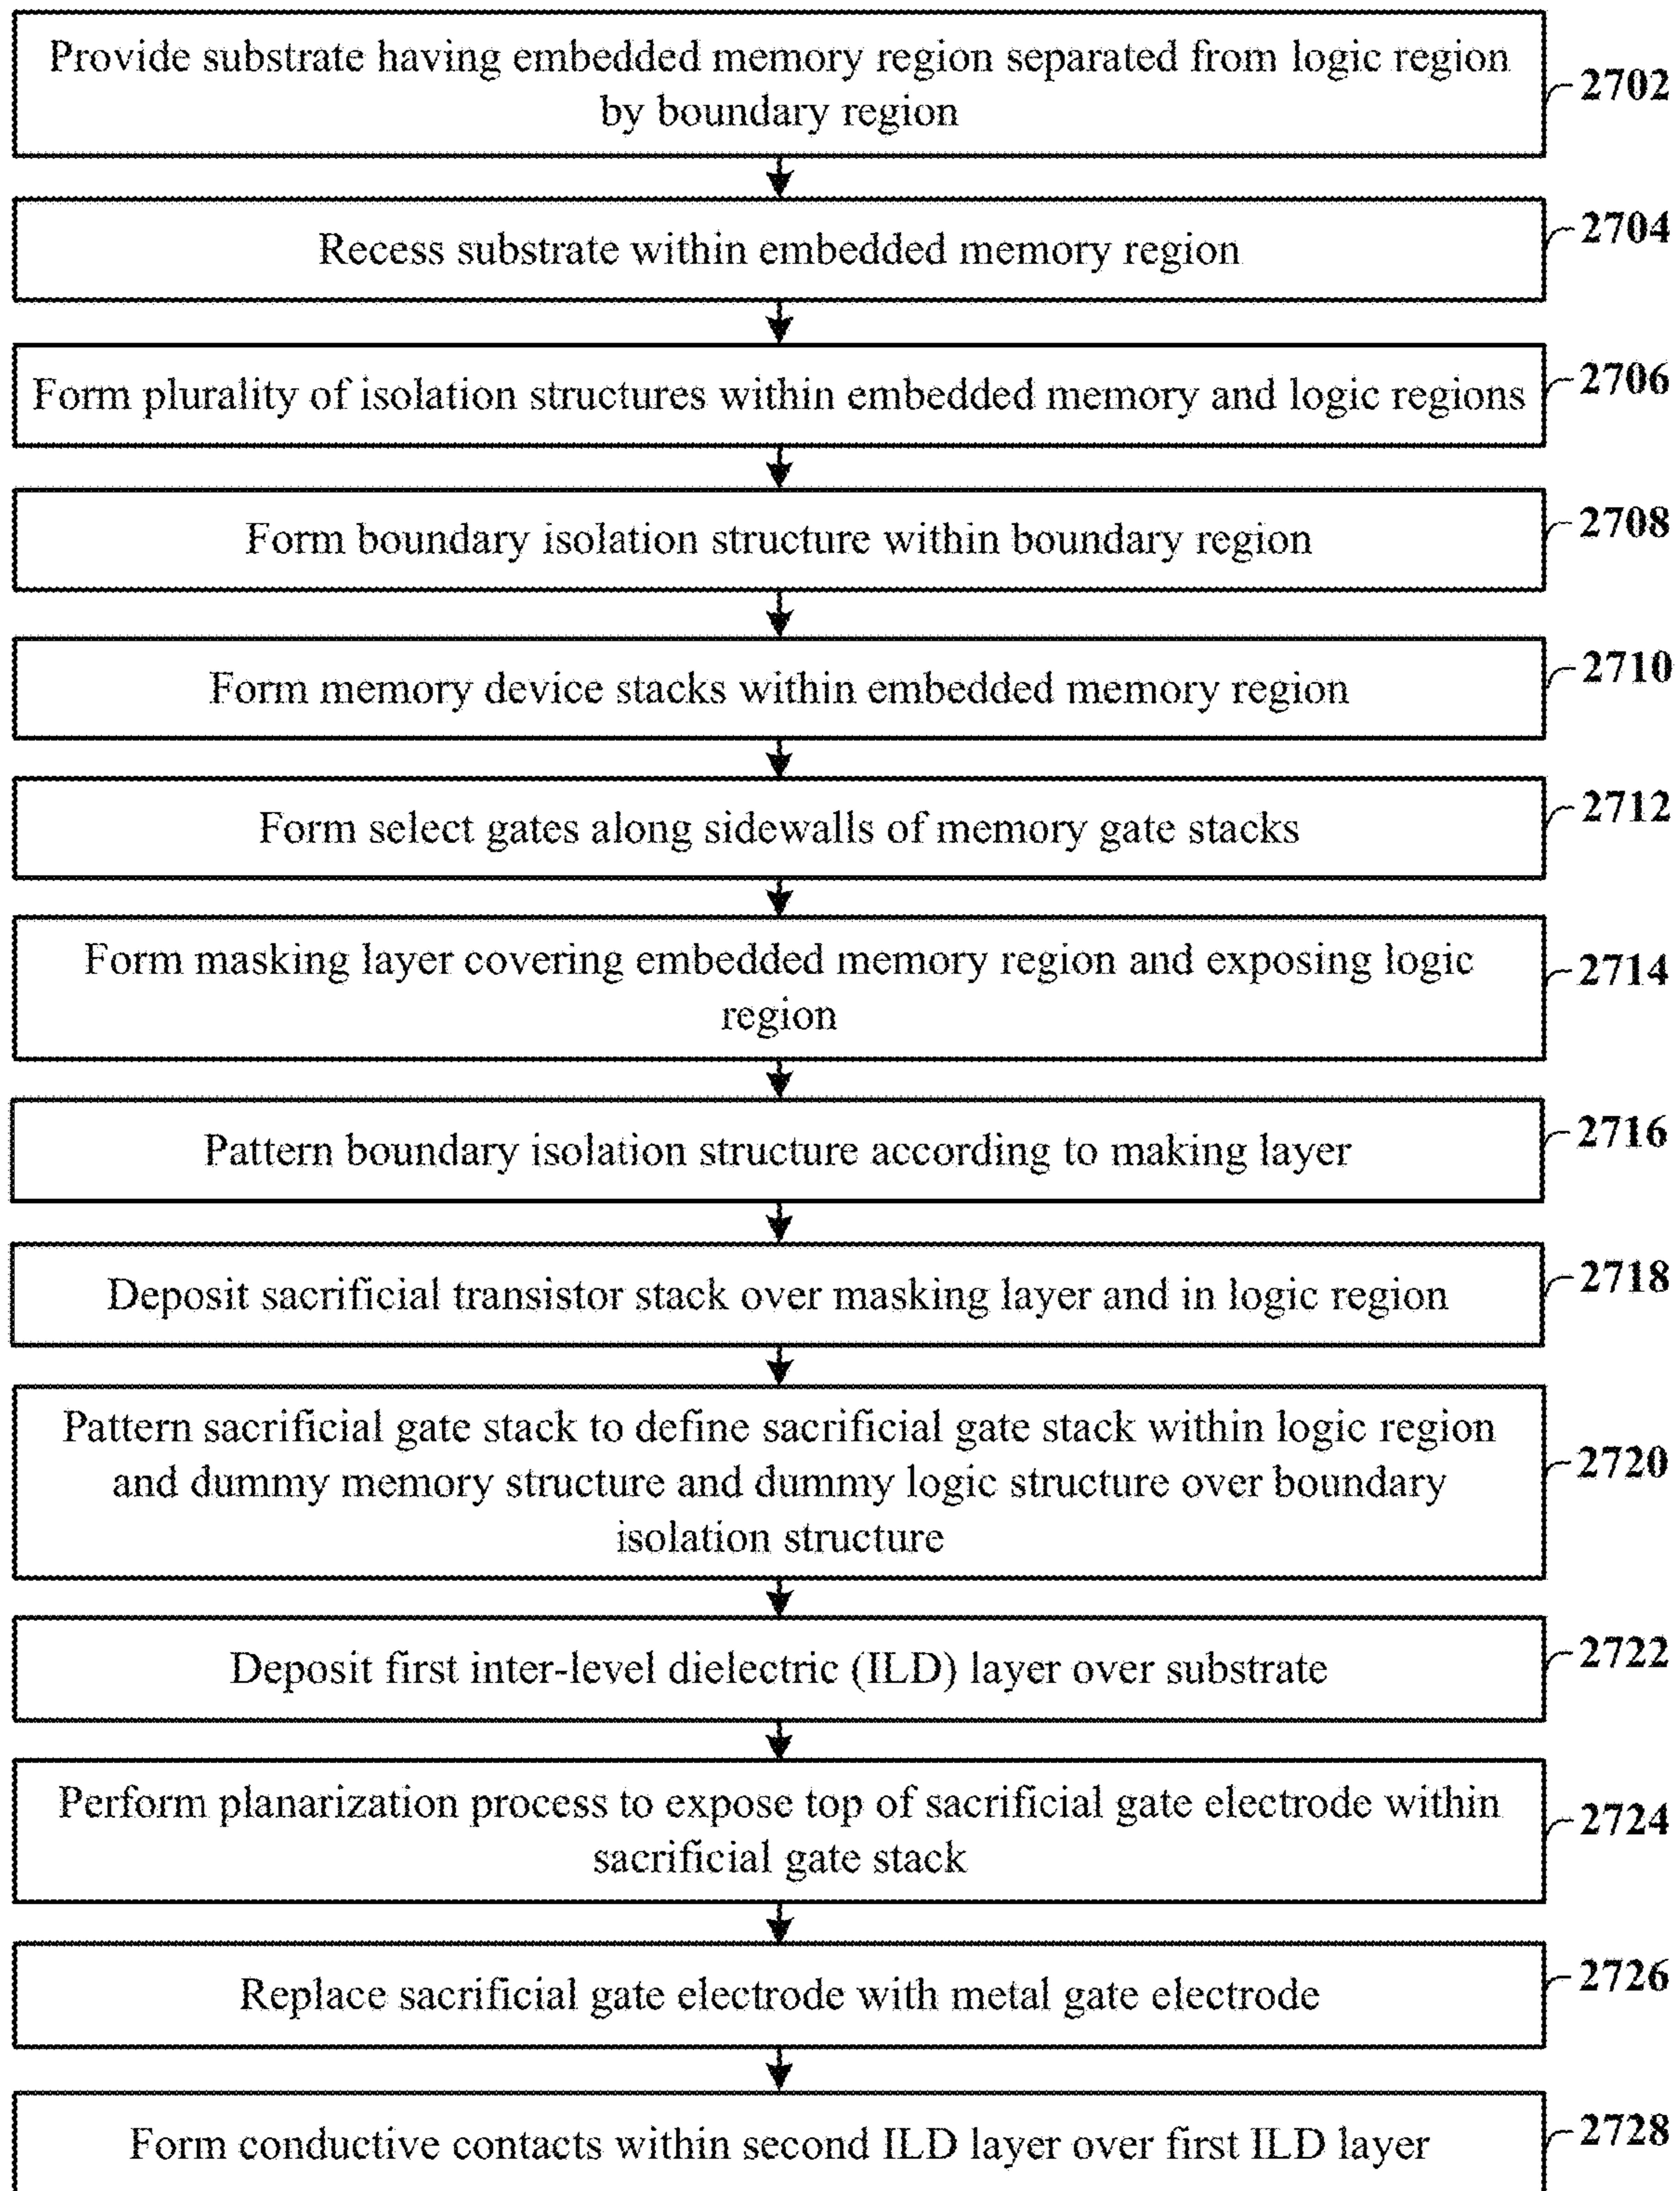 Provide substrate having embedded memory region separated from logic region
by boundary region
2702
Recess substrate within embedded memory region
2704
Form plurality of isolation structures within embedded memory and logic regions
2706
Form boundary isolation structure within boundary region
2708
Form memory device stacks within embedded memory region
2710
Form select gates along sidewalls of memory gate stacks
2712
Form masking layer covering embedded memory region and exposing logic
region
2714
Pattern boundary isolation structure according to making layer
2716
Deposit sacrificial transistor stack over masking layer and in logic region
2718
Pattern sacrificial gate stack to define sacrificial gate stack within logic region
and dummy memory structure and dummy logic structure over boundary
isolation structure
2720
Deposit first inter-level dielectric (ILD) layer over substrate
2722
Perform planarization process to expose top of sacrificial gate electrode within
sacrificial gate stack
2724
Replace sacrificial gate electrode with metal gate electrode
2726
Form conductive contacts within second ILD layer over first ILD layer
2728